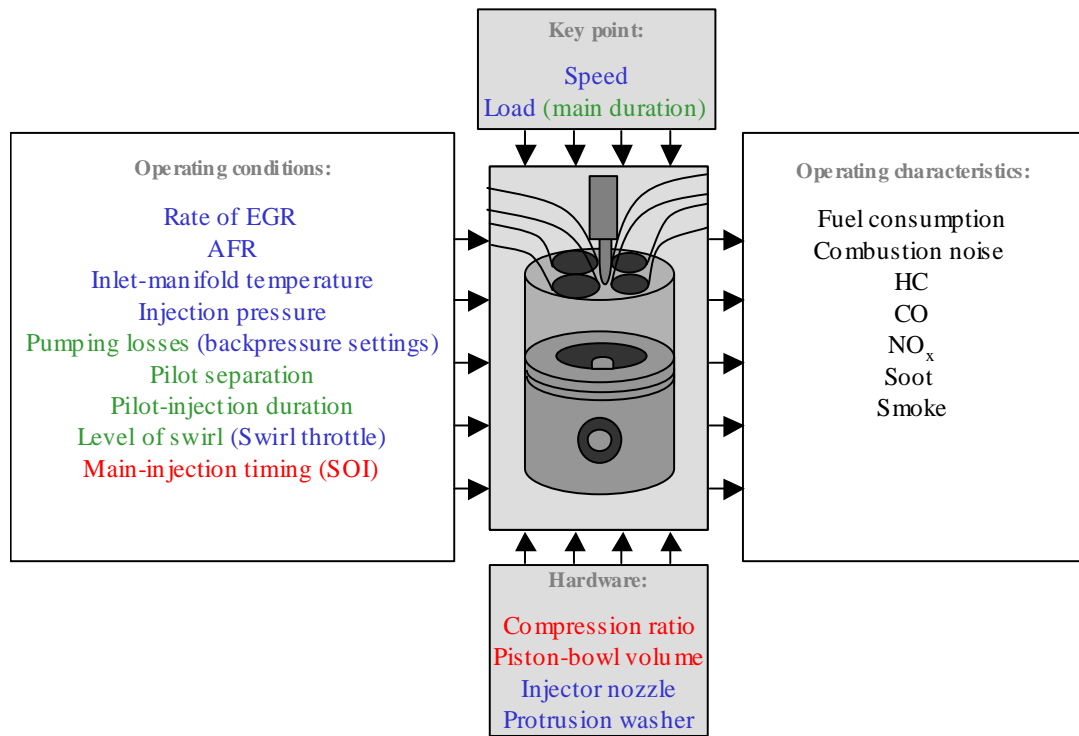 Key point:
Speed
Load (main duration)
Operating conditions:
Rate of EGR
AFR
Inlet-manifold temperature
Injection pressure
Pumping losses (backpressure settings)
Pilot separation
Pilot-injection duration
Level of swirl (Swirl throttle)
Main-injection timing (SOI)
Operating characteristics:
Fuel consumption
Combustion noise
HC
CO
NOx
Soot
Smoke
Hardware:
Compression ratio
Piston-bowl volume
Injector nozzle
Protrusion washer